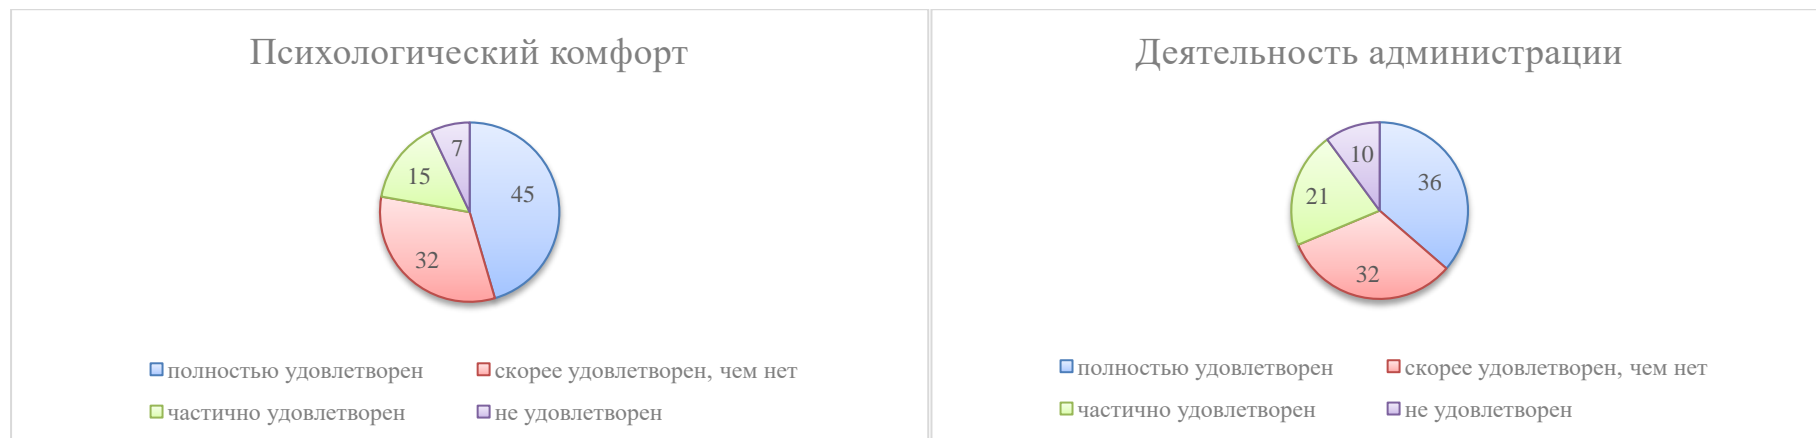 Психологический комфорт
7
15
45
32
полностью удовлетворен
скорее удовлетворен, чем нет
частично удовлетворен
не удовлетворен
Деятельность администрации
10
36
21
32
полностью удовлетворен
скорее удовлетворен, чем нет
частично удовлетворен
не удовлетворен